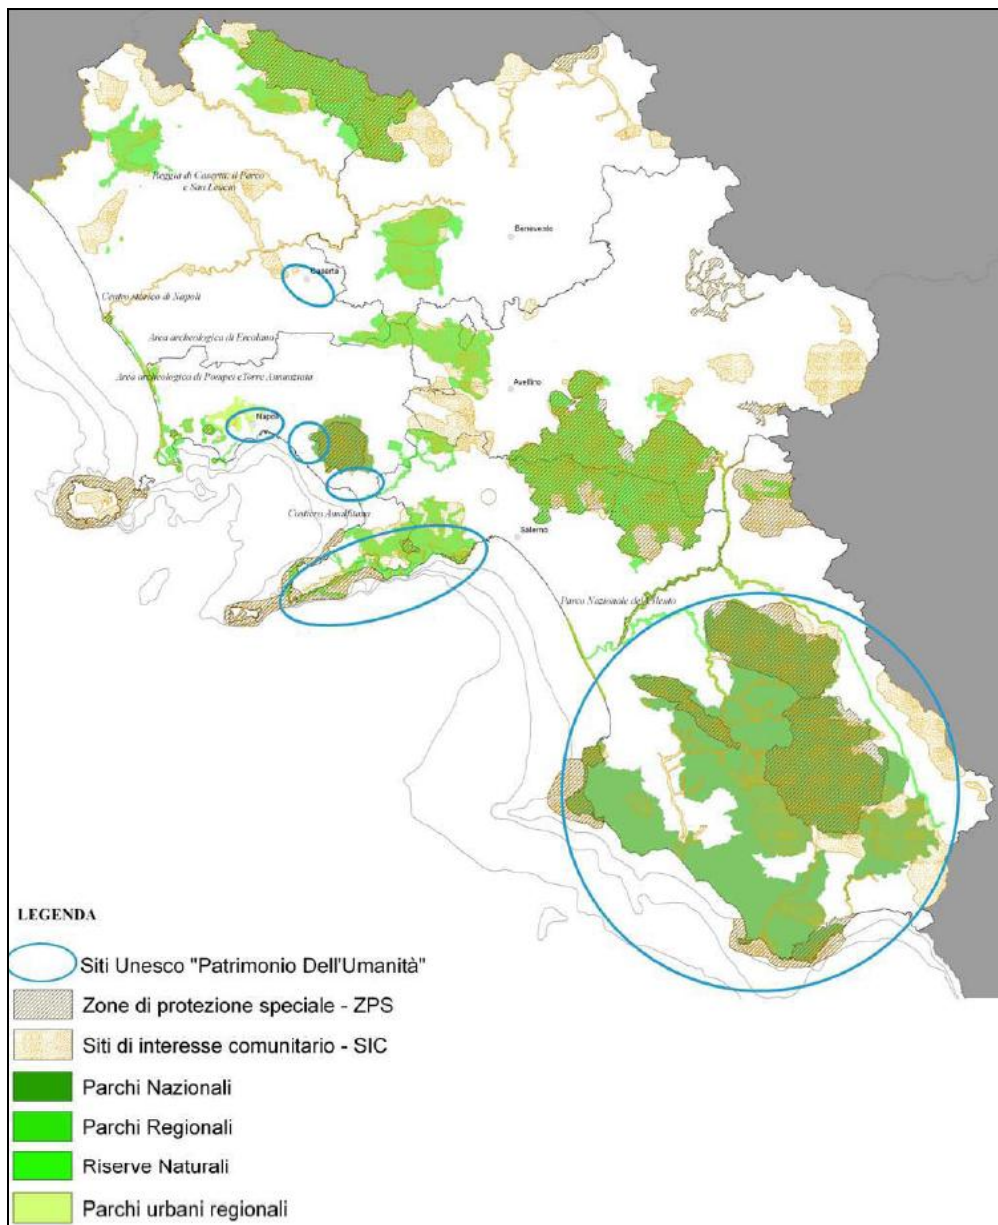 Reggia di Caserta: il Parco
e San Leucio
Benevento
Caserta
Centro storico di Napoli
Area archeologica di Ercolano
Area archeologica di Pompei e Torre Annunziata
Avellino
Napoli
Costiera Amalfitana
Salerno
Parco Nazionale del Cilento
LEGENDA
Siti Unesco "Patrimonio Dell'Umanità"
Zone di protezione speciale - ZPS
Siti di interesse comunitario - SIC
Parchi Nazionali
Parchi Regionali
Riserve Naturali
Parchi urbani regionali